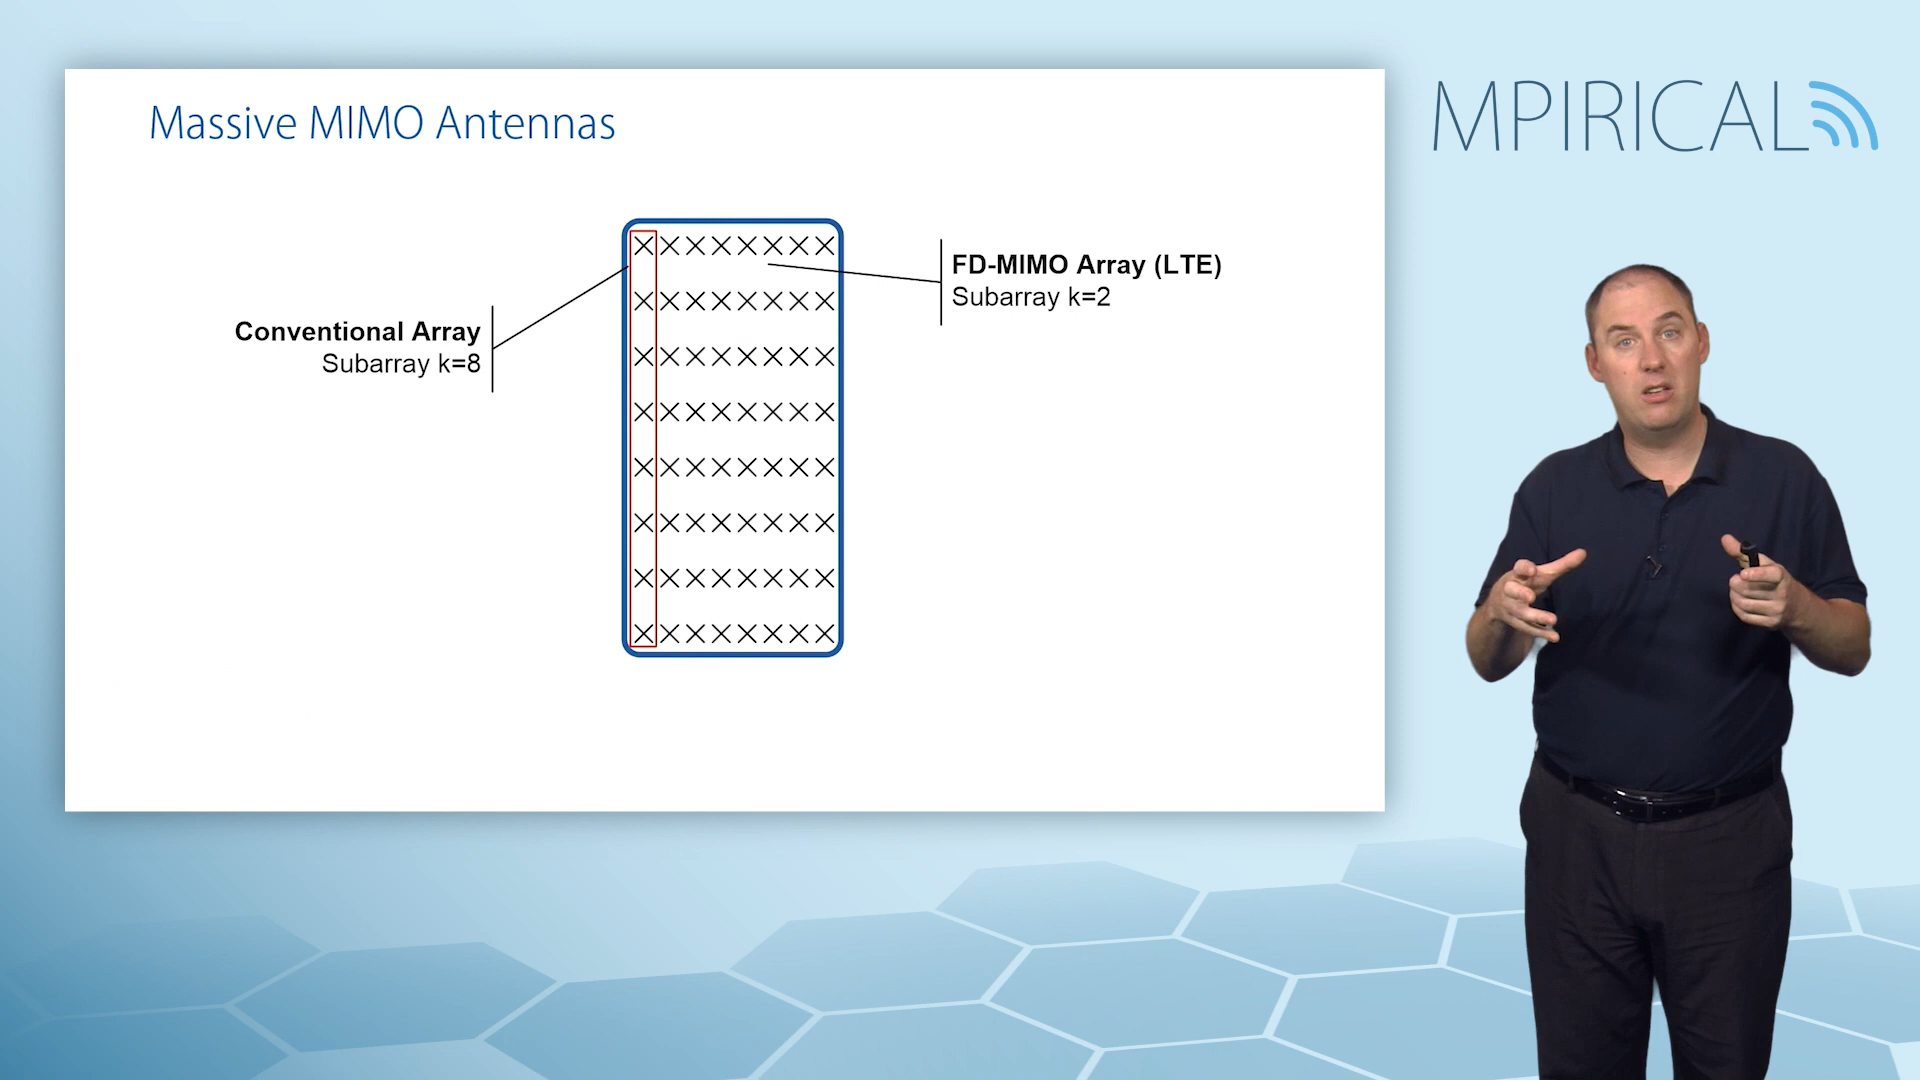 Massive MIMO Antennas
MPIRICAL
FD-MIMO Array (LTE)
Subarray k=2
Conventional Array
Subarray k=8